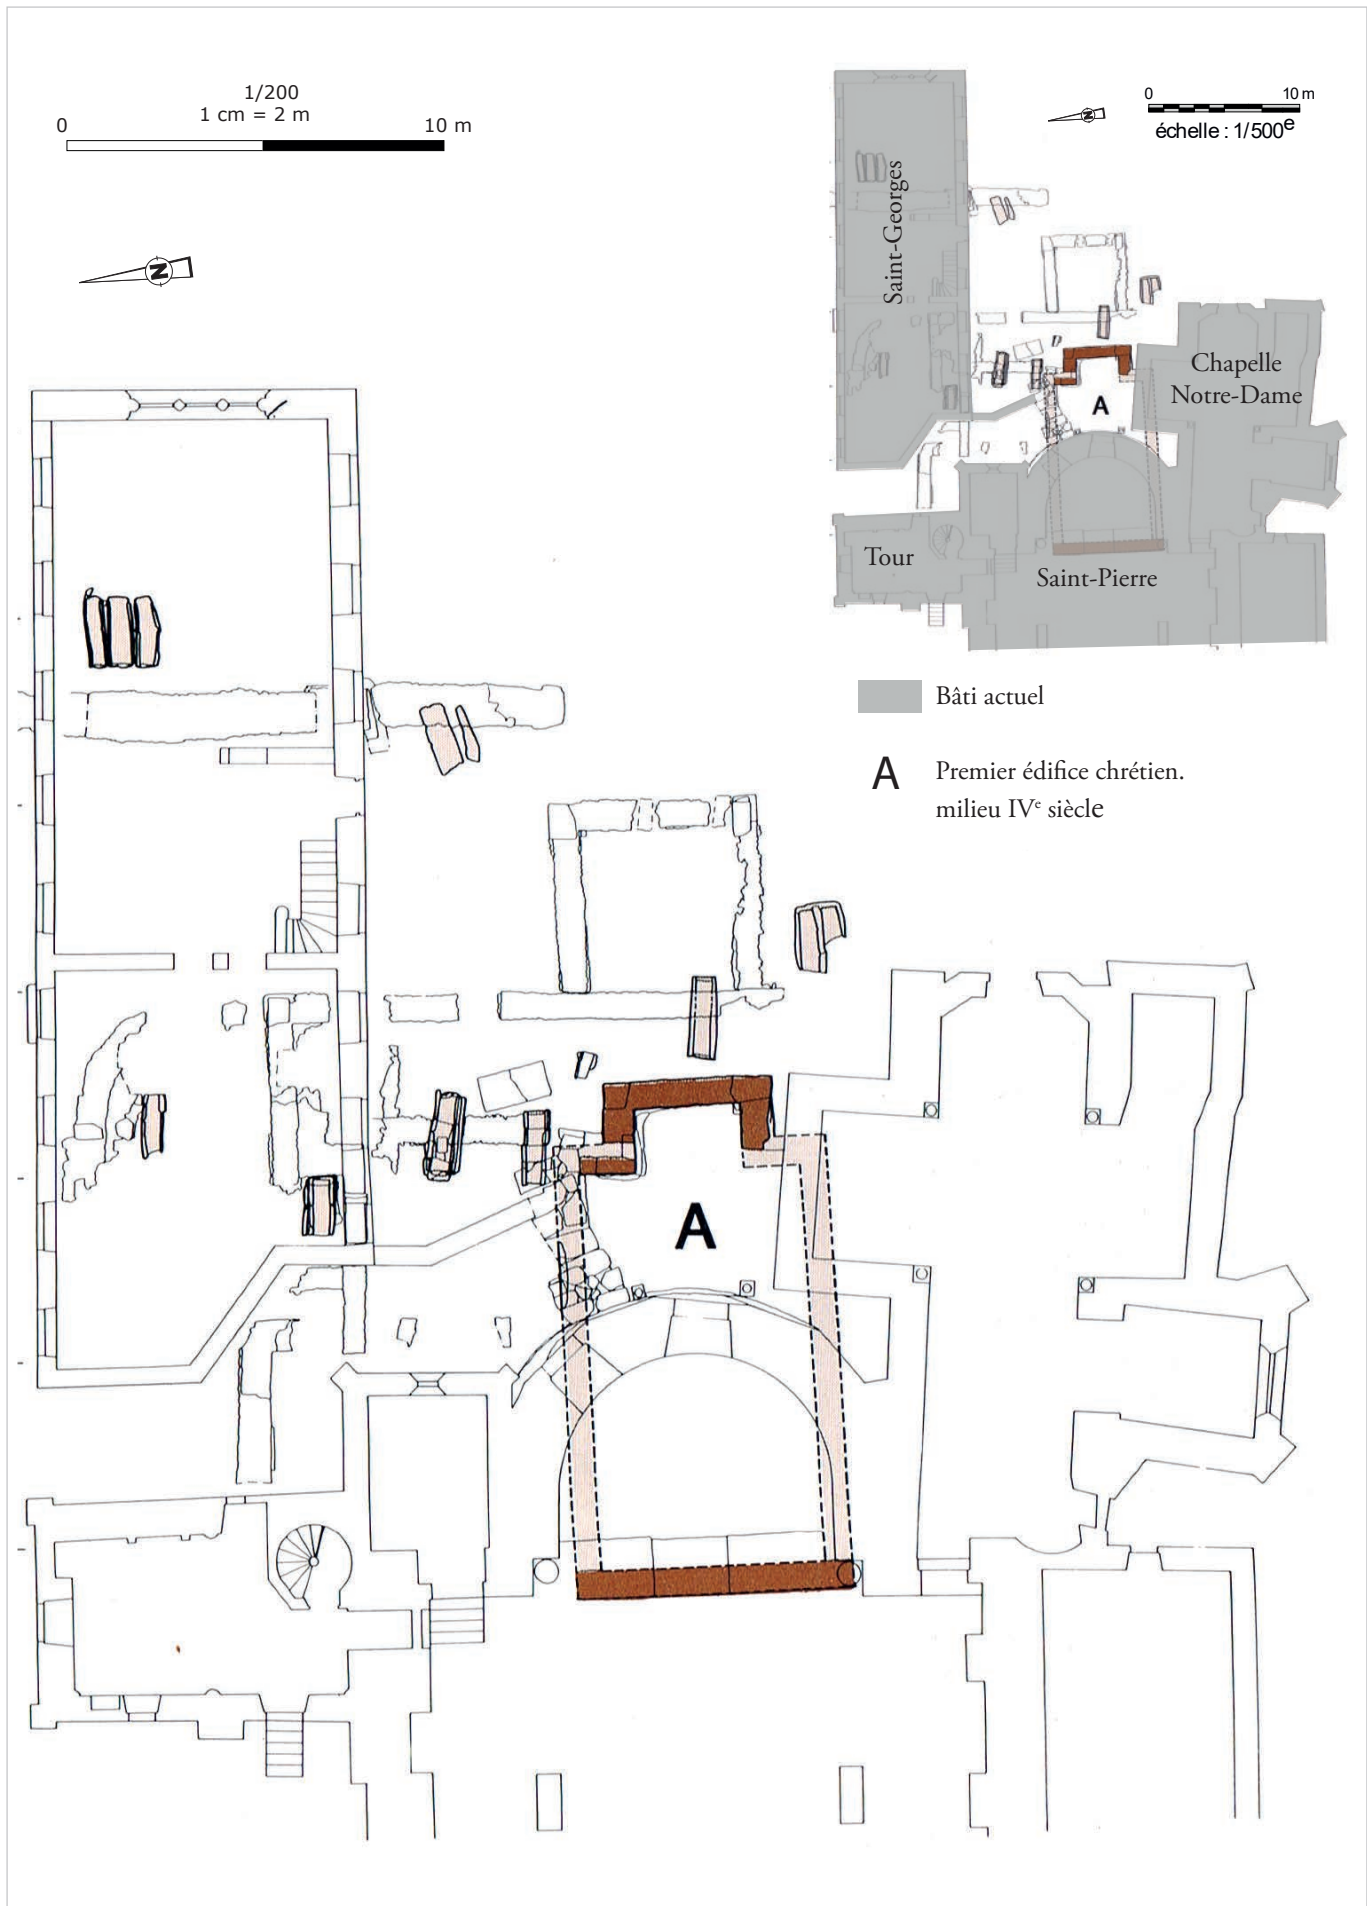 1/200
1 cm = 2 m
0 10 m
N
0 10 m
échelle : 1/500e
N
Saint-Georges
Chapelle
Notre-Dame
A
Tour
Saint-Pierre
Bâti actuel
A Premier édifice chrétien.
milieu IVe siècle
A